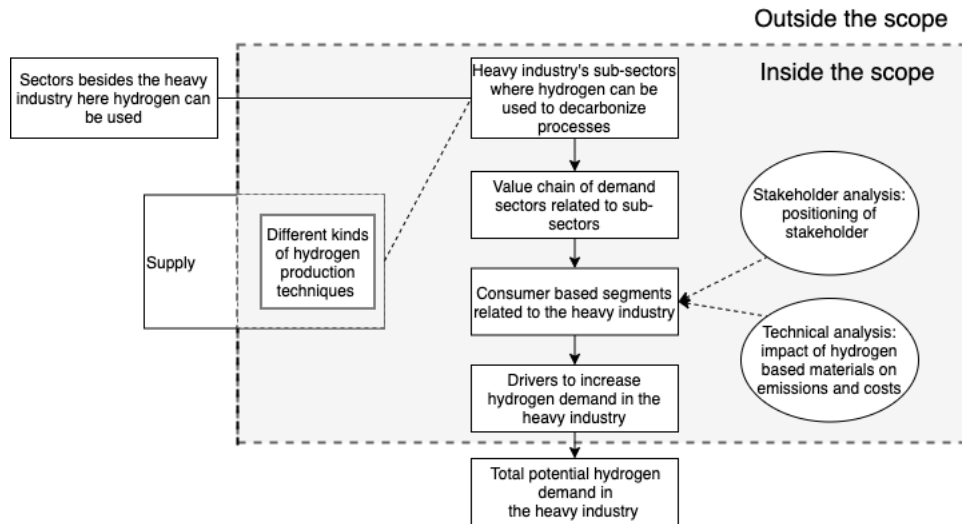 Outside the scope
Inside the scope
Sectors besides the heavy
industry here hydrogen can
be used
Heavy industry's sub-sectors
where hydrogen can be
used to decarbonize
processes
Value chain of demand
sectors related to sub-
sectors
Stakeholder analysis:
positioning of
stakeholder
Supply
Different kinds
of hydrogen
production
techniques
Consumer based segments
related to the heavy industry
Technical analysis:
impact of hydrogen
based materials on
emissions and costs
Drivers to increase
hydrogen demand in the
heavy industry
Total potential hydrogen
demand in
the heavy industry